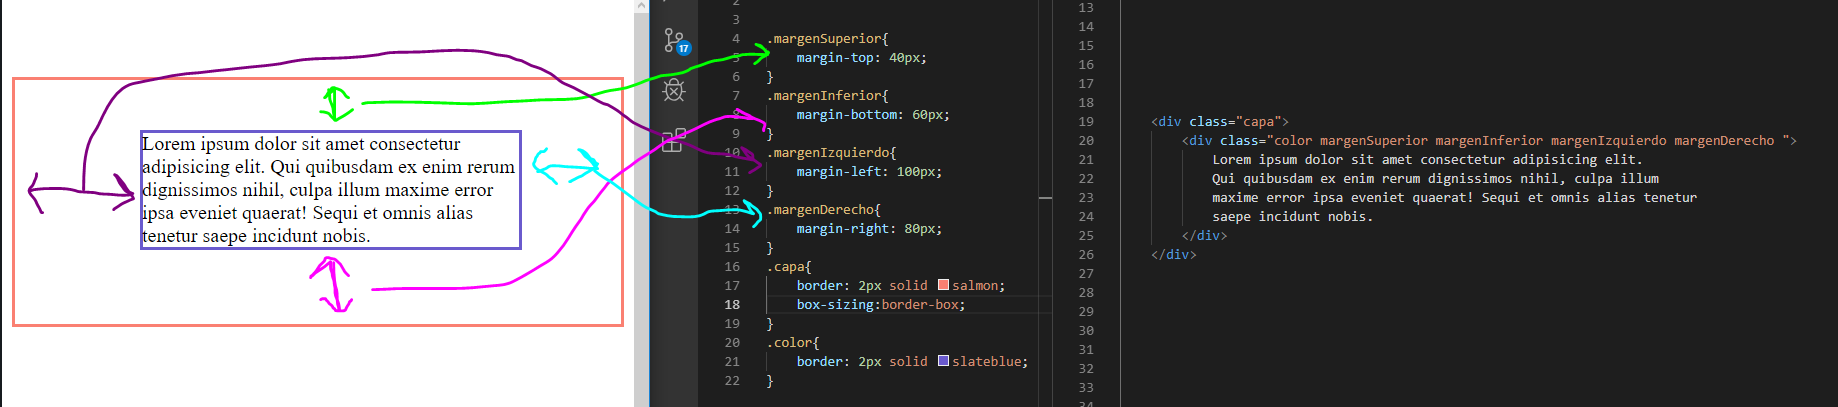 Lorem ipsum dolor sit amet consectetur
adipisicing elit. Qui quibusdam ex enim rerum
dignissimos nihil, culpa illum maxime error
ipsa eveniet quaerat! Sequi et omnis alias
tenetur saepe incidunt nobis.
17
2
3
4 .margenSuperior{
5 margin-top: 40px;
6 }
7 .margenInferior{
8 margin-bottom: 60px;
9 }
10 .margenIzquierdo{
11 margin-left: 100px;
12 }
13 .margenDerecho{
14 margin-right: 80px;
15 }
16 .capa{
17 border: 2px solid salmon;
18 box-sizing:border-box;
19 }
20 .color{
21 border: 2px solid slateblue;
22 }
13
14
15
16
17
18
19 <div class="capa">
20 <div class="color margenSuperior margenInferior margenIzquierdo margenDerecho ">
21 Lorem ipsum dolor sit amet consectetur adipisicing elit.
22 Qui quibusdam ex enim rerum dignissimos nihil, culpa illum
23 maxime error ipsa eveniet quaerat! Sequi et omnis alias tenetur
24 saepe incidunt nobis.
25 </div>
26 </div>
27
28
29
30
31
32
33
34